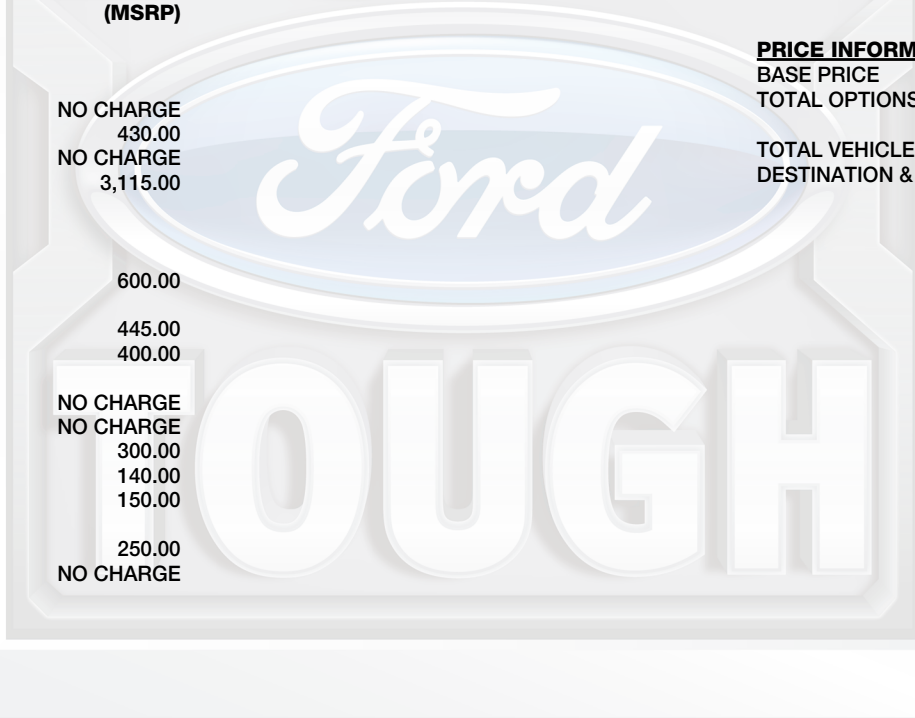 (MSRP)
NO CHARGE
430.00
NO CHARGE
3,115.00
600.00
445.00
400.00
NO CHARGE
NO CHARGE
300.00
140.00
150.00
250.00
NO CHARGE
PRICE INFORM
BASE PRICE
TOTAL OPTIONS
TOTAL VEHICLE
DESTINATION &
Ford
TOUGH